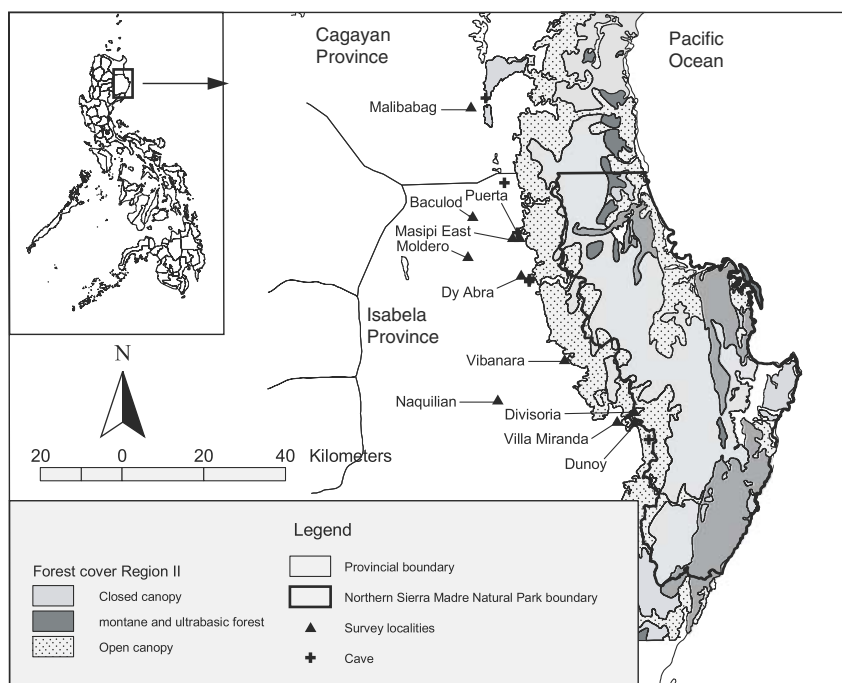 Cagayan
Province
Pacific
Ocean
Malibabag
Puerta
Baculod
Masipi East
Moldero
Dy Abra
Isabela
Province
N
Vibanara
Naquilian
Divisoria
Villa Miranda
Dunoy
20 0 20 40 Kilometers
Legend
Forest cover Region II
Closed canopy
montane and ultrabasic forest
Open canopy
Provincial boundary
Northern Sierra Madre Natural Park boundary
Survey localities
Cave